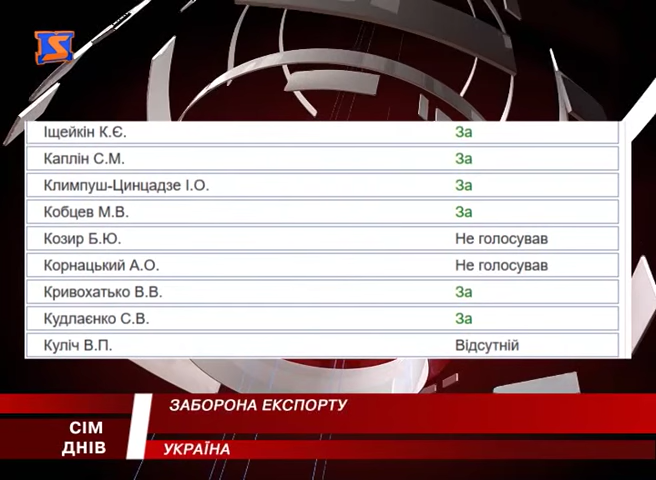 Іщейкін К.Є. За
Каплін С.М. За
Климпуш-Цинцадзе І.О. За
Кобцев М.В. За
Козир Б.Ю. Не голосував
Корнацький А.О. Не голосував
Кривохатько В.В. За
Кудлаєнко С.В. За
Куліч В.П. Відсутній
ЗАБОРОНА ЕКСПОРТУ
СІМ
ДНІВ
УКРАЇНА